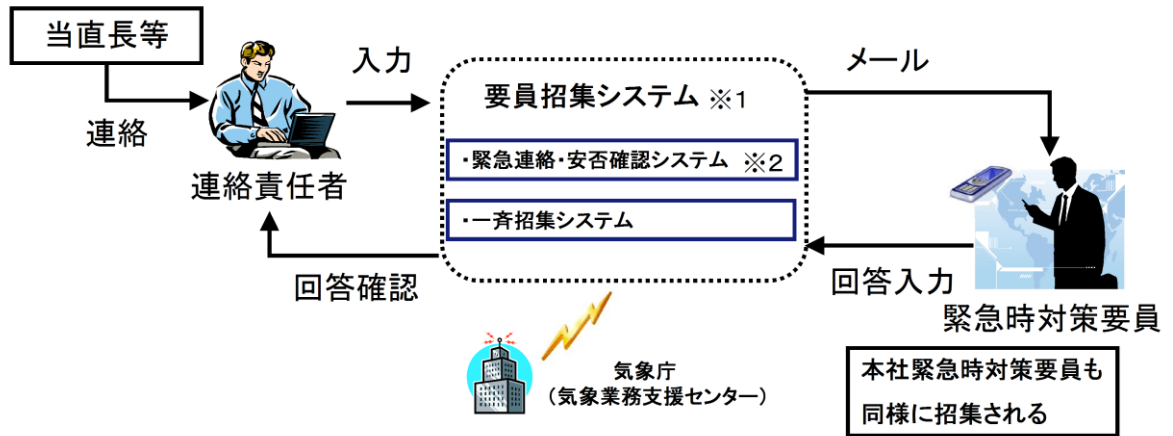 当直長等
連絡
連絡責任者
入力
要員招集システム ※1
・緊急連絡・安否確認システム ※2
・一斉招集システム
メール
回答入力
回答確認
緊急時対策要員
気象庁
（気象業務支援センター）
本社緊急時対策要員も
同様に招集される